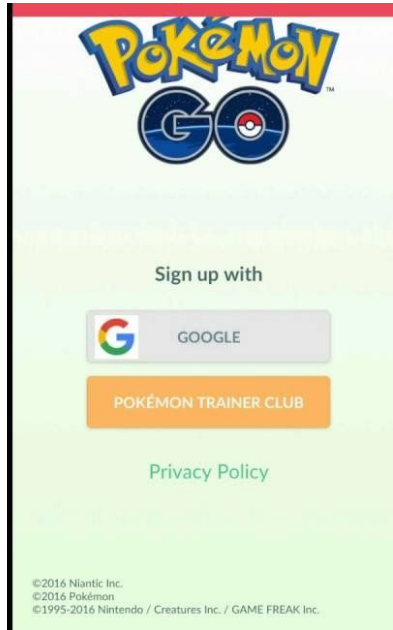 POKéMON
TM
GO
Sign up with
GOOGLE
POKÉMON TRAINER CLUB
Privacy Policy
©2016 Niantic Inc.
©2016 Pokémon
©1995-2016 Nintendo / Creatures Inc. / GAME FREAK Inc.